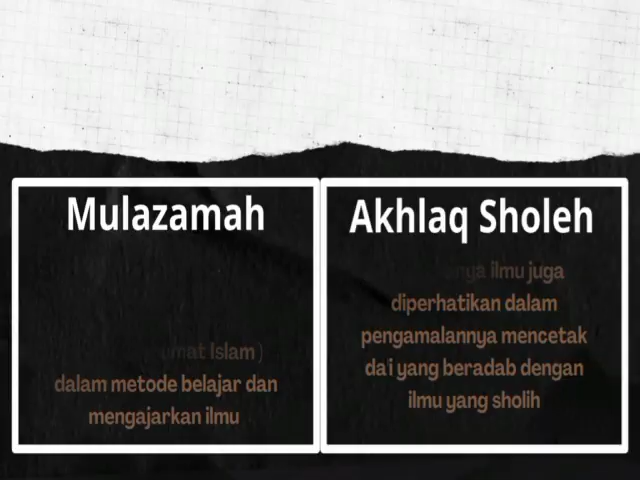 Mulazamah
umat Islam )
dalam metode belajar dan
mengajarkan ilmu
Akhlaq Sholeh
ilmu juga
diperhatikan dalam
pengamalannya mencetak
da'i yang beradab dengan
ilmu yang sholih